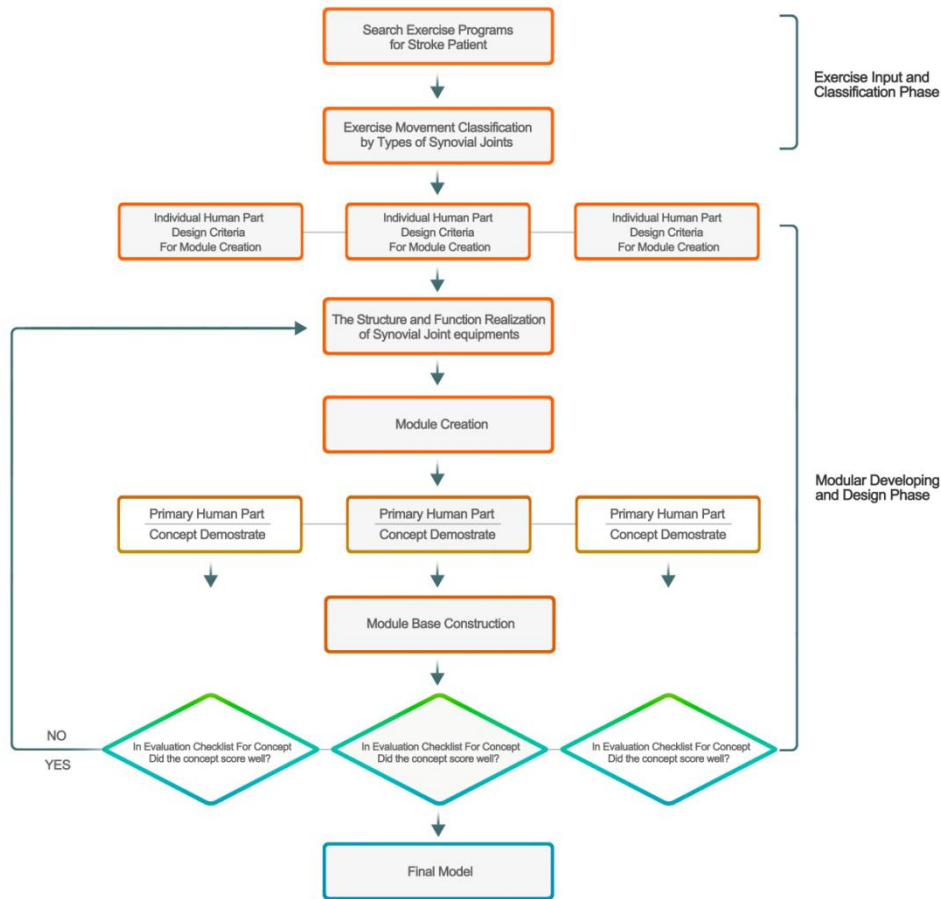 Search Exercise Programs
for Stroke Patient
Exercise Input and
Classification Phase
Exercise Movement Classification
by Types of Synovial Joints
Individual Human Part
Design Criteria
For Module Creation
Individual Human Part
Design Criteria
For Module Creation
Individual Human Part
Design Criteria
For Module Creation
The Structure and Function Realization
of Synovial Joint equipments
Module Creation
Modular Developing
and Design Phase
Primary Human Part
Concept Demostrate
Primary Human Part
Concept Demostrate
Primary Human Part
Concept Demostrate
Module Base Construction
NO
YES
In Evaluation Checklist For Concept
Did the concept score well?
In Evaluation Checklist For Concept
Did the concept score well?
In Evaluation Checklist For Concept
Did the concept score well?
Final Model